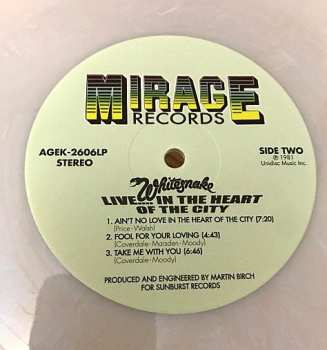 MIRAGE
RECORDS
AGEK-2606LP
STEREO
SIDE TWO
℗ 1981
Unidisc Music Inc.
Whitesnake
LIVE.... IN THE HEART
OF THE CITY
1. AIN'T NO LOVE IN THE HEART OF THE CITY (7:20)
(Price-Walsh)
2. FOOL FOR YOUR LOVING (4:43)
(Coverdale-Marsden-Moody)
3. TAKE ME WITH YOU (6:46)
(Coverdale-Moody)
PRODUCED AND ENGINEERED BY MARTIN BIRCH
FOR SUNBURST RECORDS